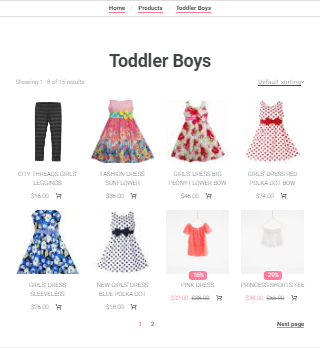 Home / Products / Toddler Boys
Toddler Boys
Showing 1–8 of 15 results
Default sorting
CITY THREADS GIRLS'
LEGGINGS
FASHION DRESS
SUNFLOWER
GIRLS' DRESS BIG
PEONY FLOWER BOW
GIRLS' DRESS RED
POLKA DOT BOW
$16.00
$36.00
$46.00
$74.00
GIRLS' DRESS
SLEEVELESS
NEW GIRLS' DRESS
BLUE POLKA DOT
-16%
PINK DRESS
-29%
PRINCESS SHORTS TEE
$26.00
$18.00
$32.00 $38.00
$39.00 $55.00
1 2
Next page